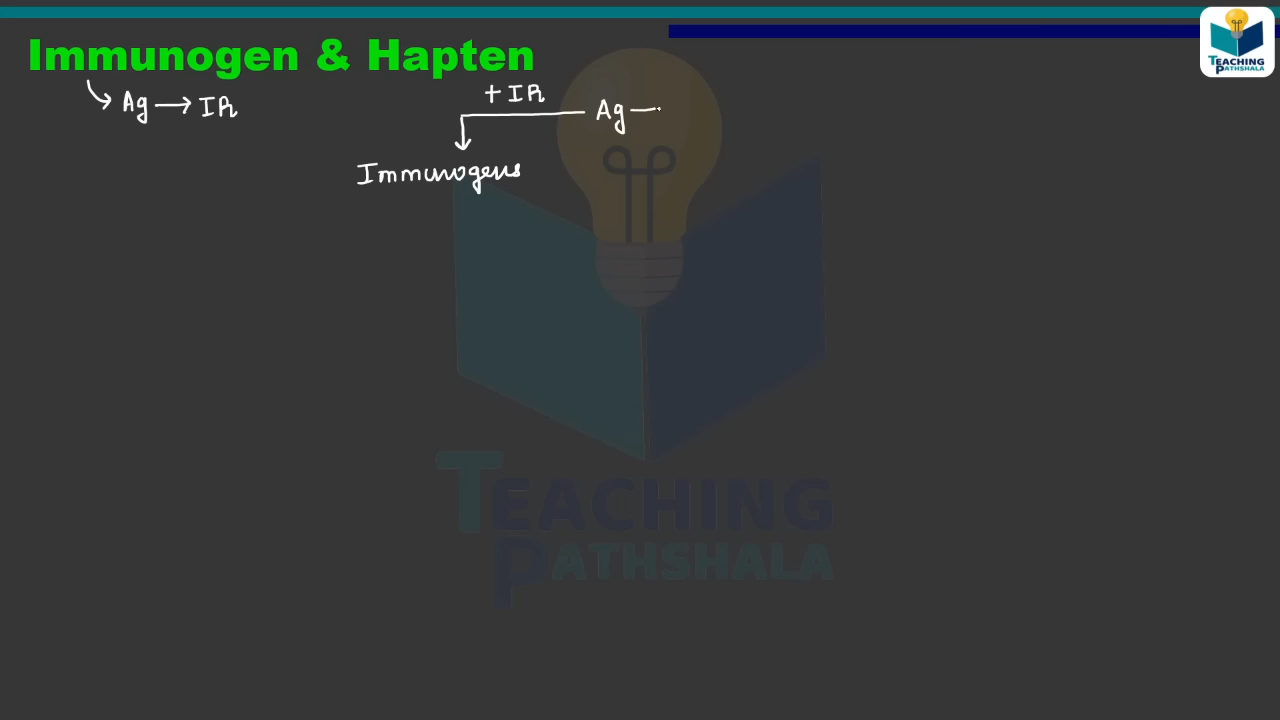 Immunogen & Hapten
Ag → IR
+ IR
Ag —
Immunogens
TEACHING
PATHSHALA
TEACHING
PATHSHALA